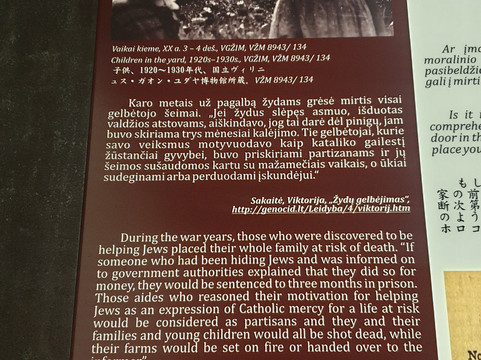 Vaikai kieme, XX a. 3 – 4 deš., VGŽIM, VŽM 8943/ 134
Children in the yard, 1920s–1930s., VGŽIM, VŽM 8943/ 134
子供、1920〜1930年代、国立ヴィリニ
ュス・ガオン・ユダヤ博物館所蔵、VŽM 8943/ 134
Karo metais už pagalbą žydams grėsė mirtis visai
gelbėtojo šeimai. „Jei žydus slėpęs asmuo, išduotas
valdžios atstovams, aiškindavo, jog tai darė dėl pinigų, jam
buvo skiriama trys mėnesiai kalėjimo. Tie gelbėtojai, kurie
savo veiksmus motyvuodavo kaip kataliko gailestį
žūstančiai gyvybei, buvo priskiriami partizanams ir jų
šeimos sušaudomos kartu su mažamečiais vaikais, o ūkiai
sudeginami arba perduodami įskundėjui.“
Sakaitė, Viktorija, „Žydų gelbėjimas“,
http://genocid.lt/Leidyba/4/viktorij.htm
During the war years, those who were discovered to be
helping Jews placed their whole family at risk of death. “If
someone who had been hiding Jews and was informed on
to government authorities explained that they did so for
money, they would be sentenced to three months in prison.
Those aides who reasoned their motivation for helping
Jews as an expression of Catholic mercy for a life at risk
would be considered as partisans and they and their
families and young children would all be shot dead, while
their farms would be set on fire or handed over to the
informer”
Ar įma
moralinio
pasibeldžia
gali į mirti
Is it
comprehe
door in th
place you